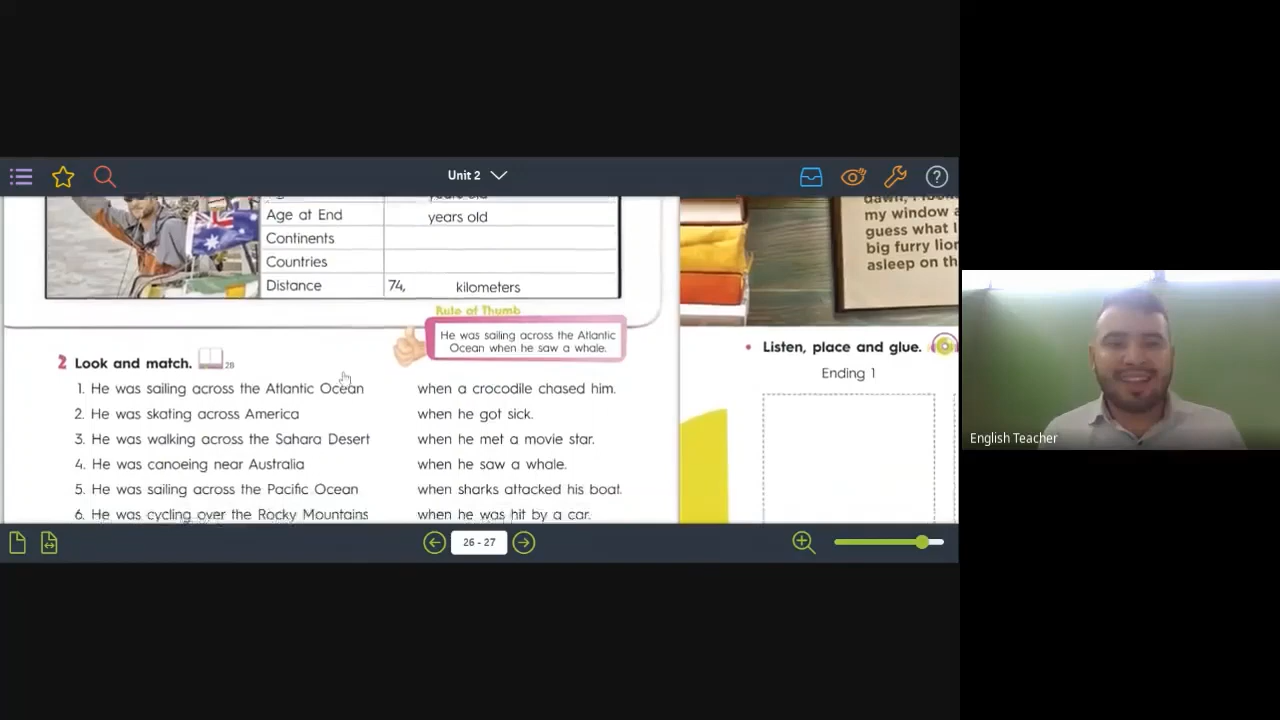 Unit 2
years old
Age at End years old
Continents
Countries
Distance 74, kilometers
Rule of Thumb
He was sailing across the Atlantic
Ocean when he saw a whale.
2 Look and match. 28
1. He was sailing across the Atlantic Ocean when a crocodile chased him.
2. He was skating across America when he got sick.
3. He was walking across the Sahara Desert when he met a movie star.
4. He was canoeing near Australia when he saw a whale.
5. He was sailing across the Pacific Ocean when sharks attacked his boat.
6. He was cycling over the Rocky Mountains when he was hit by a car.
my window
guess what I
big furry lion
asleep on th
• Listen, place and glue.
Ending 1
26 - 27
English Teacher